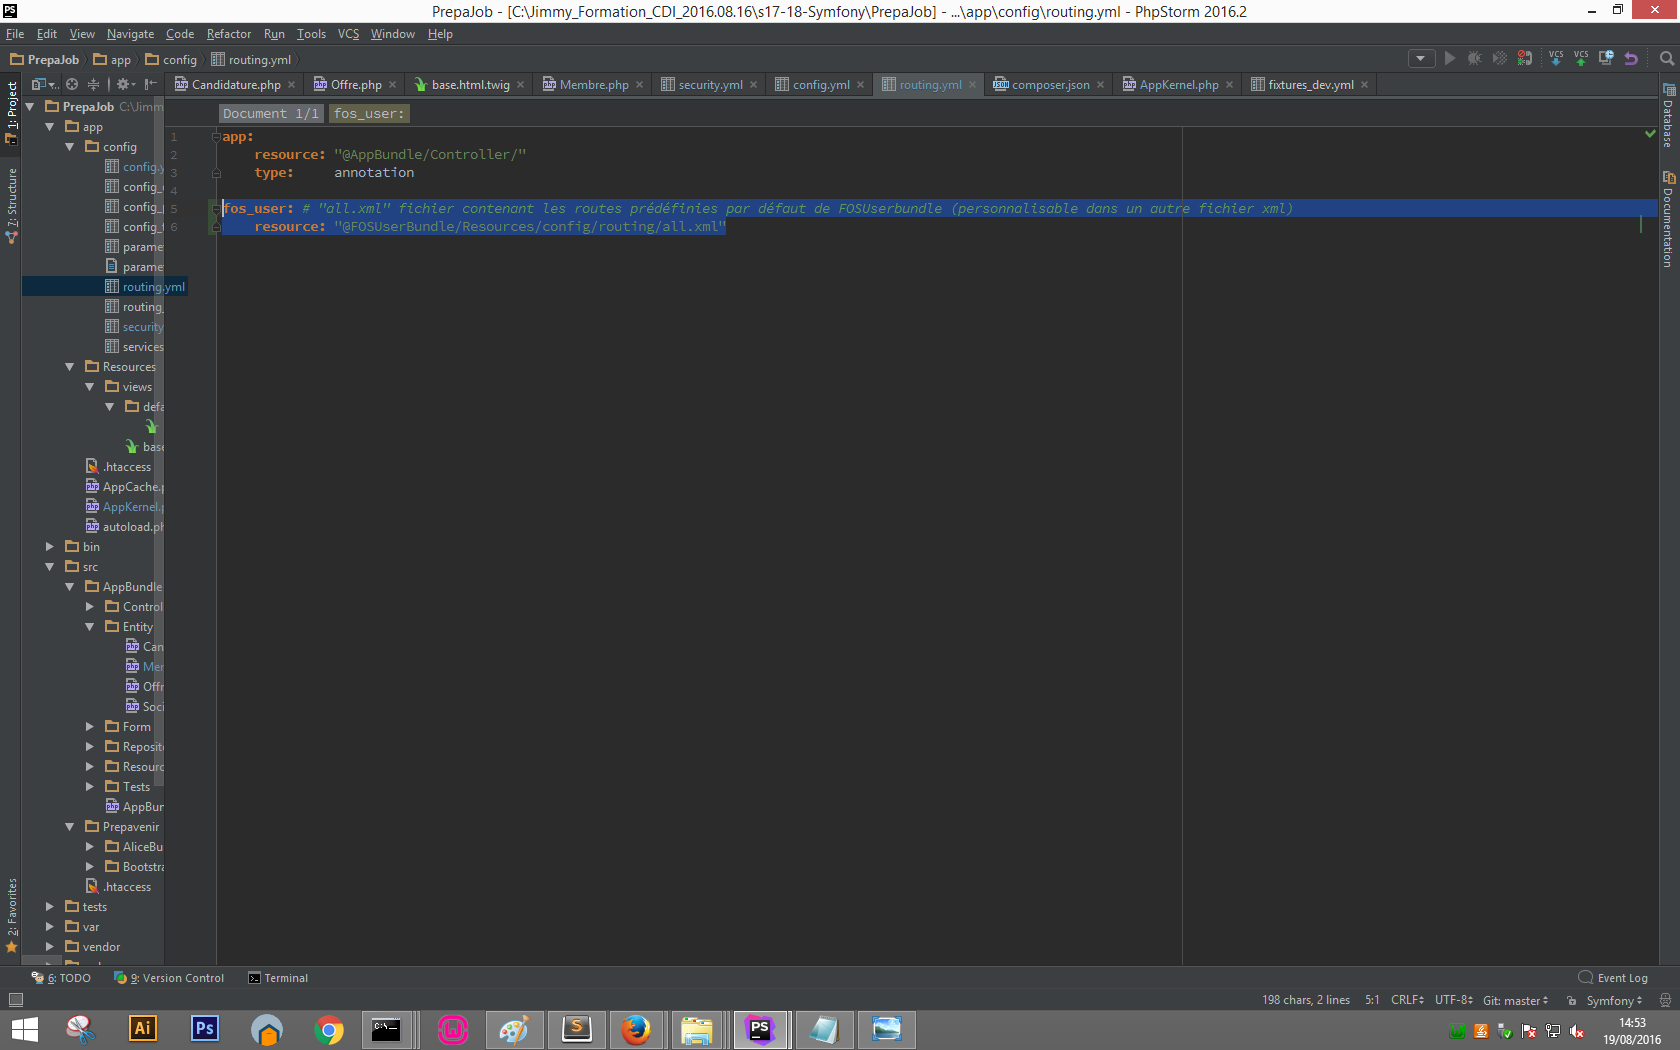 PrepaJob - [C:\Jimmy_Formation_CDI_2016.08.16\s17-18-Symfony\PrepaJob] - ...\app\config\routing.yml - PhpStorm 2016.2
File Edit View Navigate Code Refactor Run Tools VCS Window Help
PrepaJob app config routing.yml
Candidature.php Offre.php base.html.twig Membre.php security.yml config.yml routing.yml composer.json AppKernel.php fixtures_dev.yml
1: Project
7: Structure
2: Favorites
PrepaJob C:\Jimm
app
config
config.y
config_
config_
config_
parame
parame
routing.yml
routing_
security
services
Resources
views
defa
base
.htaccess
AppCache.p
AppKernel.p
autoload.ph
bin
src
AppBundle
Control
Entity
Can
Mer
Offr
Soci
Form
Reposit
Resourc
Tests
AppBun
Prepavenir
AliceBu
Bootstra
.htaccess
tests
var
vendor
Document 1/1 fos_user:
1 app:
2 resource: "@AppBundle/Controller/"
3 type: annotation
4
5 fos_user: # "all.xml" fichier contenant les routes prédéfinies par défaut de FOSUserbundle (personnalisable dans un autre fichier xml)
6 resource: "@FOSUserBundle/Resources/config/routing/all.xml"
Database
Documentation
6: TODO 9: Version Control Terminal Event Log
198 chars, 2 lines 5:1 CRLF UTF-8 Git: master Symfony
14:53
19/08/2016